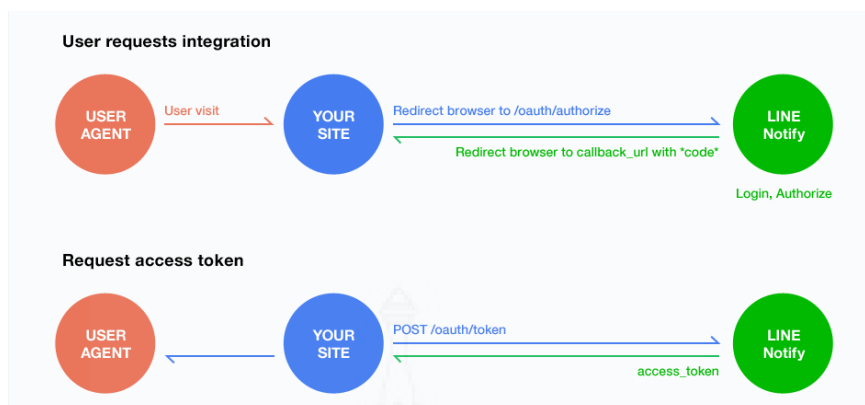 User requests integration
USER
AGENT
User visit
YOUR
SITE
Redirect browser to /oauth/authorize
Redirect browser to callback_url with *code*
LINE
Notify
Login, Authorize
Request access token
USER
AGENT
YOUR
SITE
POST /oauth/token
access_token
LINE
Notify